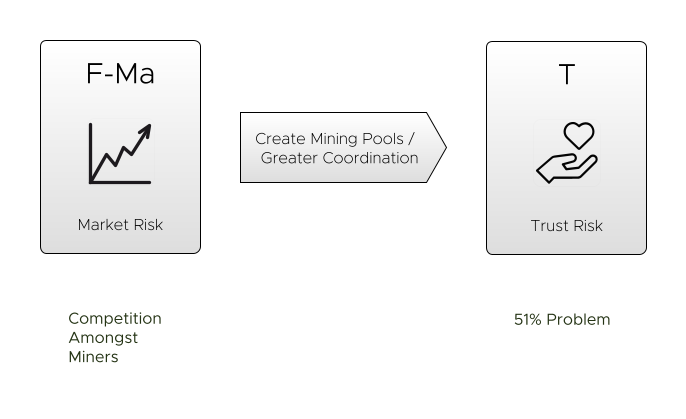 F-Ma
Market Risk
Create Mining Pools /
Greater Coordination
T
Trust Risk
Competition
Amongst
Miners
51% Problem